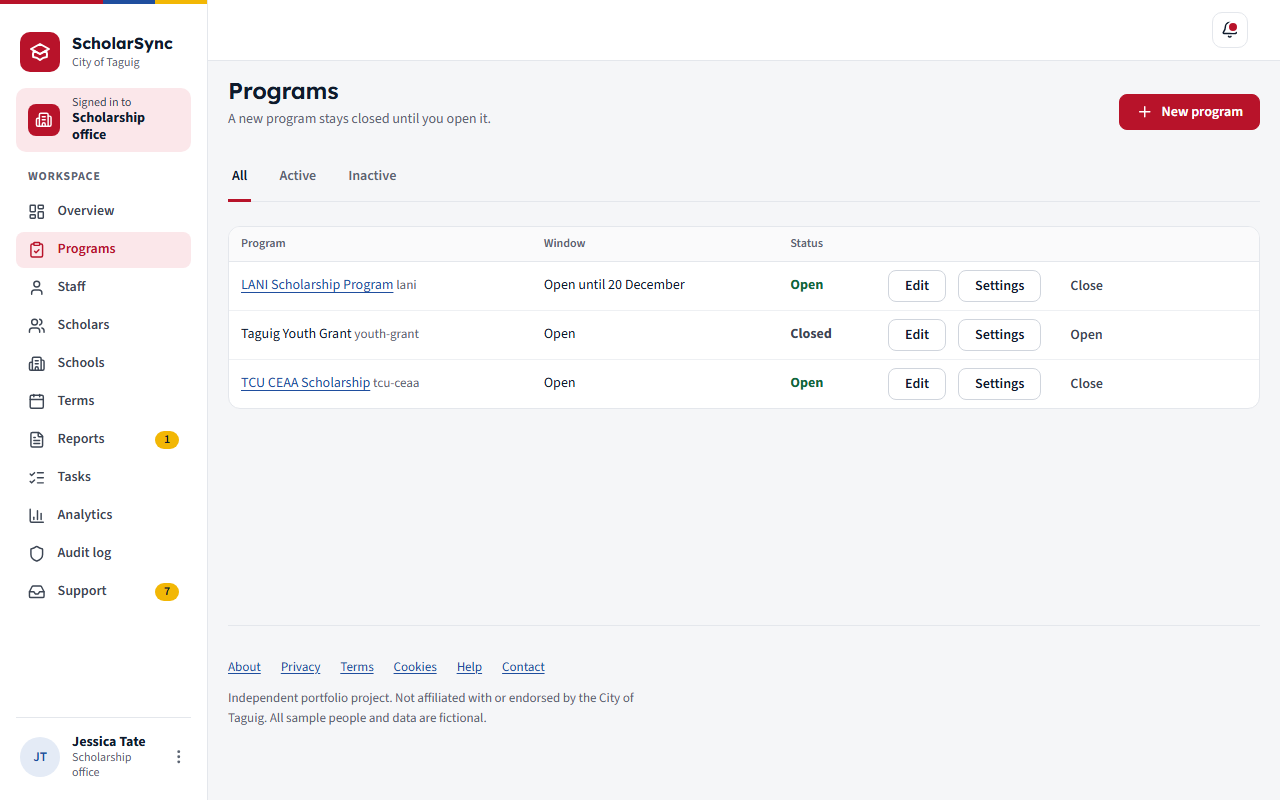 ScholarSync
City of Taguig
Signed in to
Scholarship
office
WORKSPACE
Overview
Programs
Staff
Scholars
Schools
Terms
Reports 1
Tasks
Analytics
Audit log
Support 7
JT
Jessica Tate
Scholarship
office
Programs
A new program stays closed until you open it.
New program
All Active Inactive
Program Window Status
LANI Scholarship Program lani Open until 20 December Open Edit Settings Close
Taguig Youth Grant youth-grant Open Closed Edit Settings Open
TCU CEAA Scholarship tcu-ceaa Open Open Edit Settings Close
About Privacy Terms Cookies Help Contact
Independent portfolio project. Not affiliated with or endorsed by the City of
Taguig. All sample people and data are fictional.